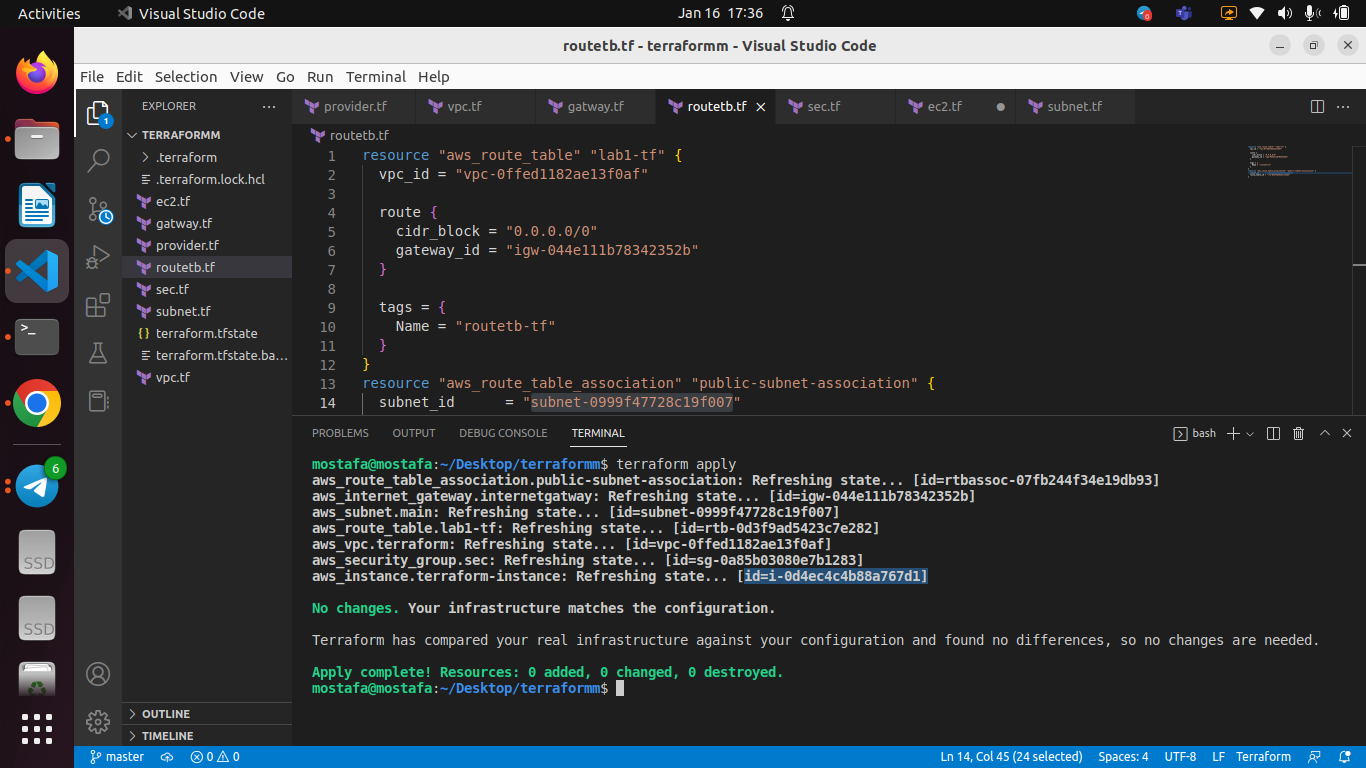 Activities
Visual Studio Code
Jan 16 17:36
6
routetb.tf - terraformm - Visual Studio Code
File Edit Selection View Go Run Terminal Help
EXPLORER
provider.tf vpc.tf gatway.tf routetb.tf sec.tf ec2.tf subnet.tf
1
TERRAFORMM
.terraform
.terraform.lock.hcl
ec2.tf
gatway.tf
provider.tf
routetb.tf
sec.tf
subnet.tf
{} terraform.tfstate
terraform.tfstate.ba...
vpc.tf
OUTLINE
TIMELINE
routetb.tf
1 resource "aws_route_table" "lab1-tf" {
2 vpc_id = "vpc-0ffed1182ae13f0af"
3
4 route {
5 cidr_block = "0.0.0.0/0"
6 gateway_id = "igw-044e111b78342352b"
7 }
8
9 tags = {
10 Name = "routetb-tf"
11 }
12 }
13 resource "aws_route_table_association" "public-subnet-association" {
14 subnet_id      = "subnet-0999f47728c19f007"
PROBLEMS OUTPUT DEBUG CONSOLE TERMINAL
bash
mostafa@mostafa:~/Desktop/terraformm$ terraform apply
aws_route_table_association.public-subnet-association: Refreshing state... [id=rtbassoc-07fb244f34e19db93]
aws_internet_gateway.internetgatway: Refreshing state... [id=igw-044e111b78342352b]
aws_subnet.main: Refreshing state... [id=subnet-0999f47728c19f007]
aws_route_table.lab1-tf: Refreshing state... [id=rtb-0d3f9ad5423c7e282]
aws_vpc.terraform: Refreshing state... [id=vpc-0ffed1182ae13f0af]
aws_security_group.sec: Refreshing state... [id=sg-0a85b03080e7b1283]
aws_instance.terraform-instance: Refreshing state... [id=i-0d4ec4c4b88a767d1]
No changes. Your infrastructure matches the configuration.
Terraform has compared your real infrastructure against your configuration and found no differences, so no changes are needed.
Apply complete! Resources: 0 added, 0 changed, 0 destroyed.
mostafa@mostafa:~/Desktop/terraformm$
6
SSD
SSD
master
0 0
Ln 14, Col 45 (24 selected) Spaces: 4 UTF-8 LF Terraform